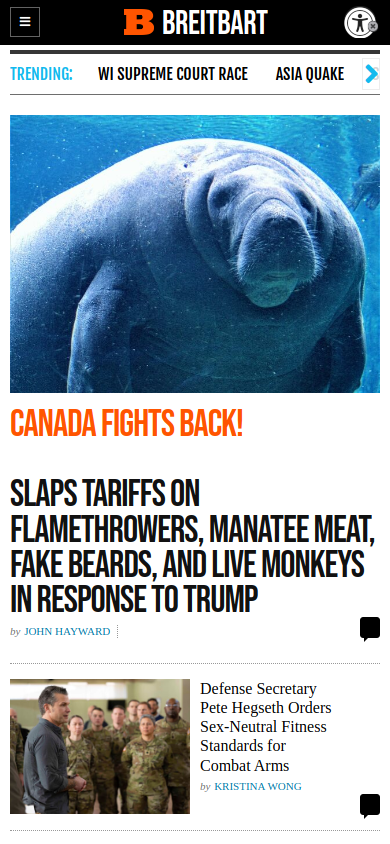 BREITBART
TRENDING: WI SUPREME COURT RACE ASIA QUAKE
CANADA FIGHTS BACK!
SLAPS TARIFFS ON
FLAMETHROWERS, MANATEE MEAT,
FAKE BEARDS, AND LIVE MONKEYS
IN RESPONSE TO TRUMP
by JOHN HAYWARD
Defense Secretary
Pete Hegseth Orders
Sex-Neutral Fitness
Standards for
Combat Arms
by KRISTINA WONG